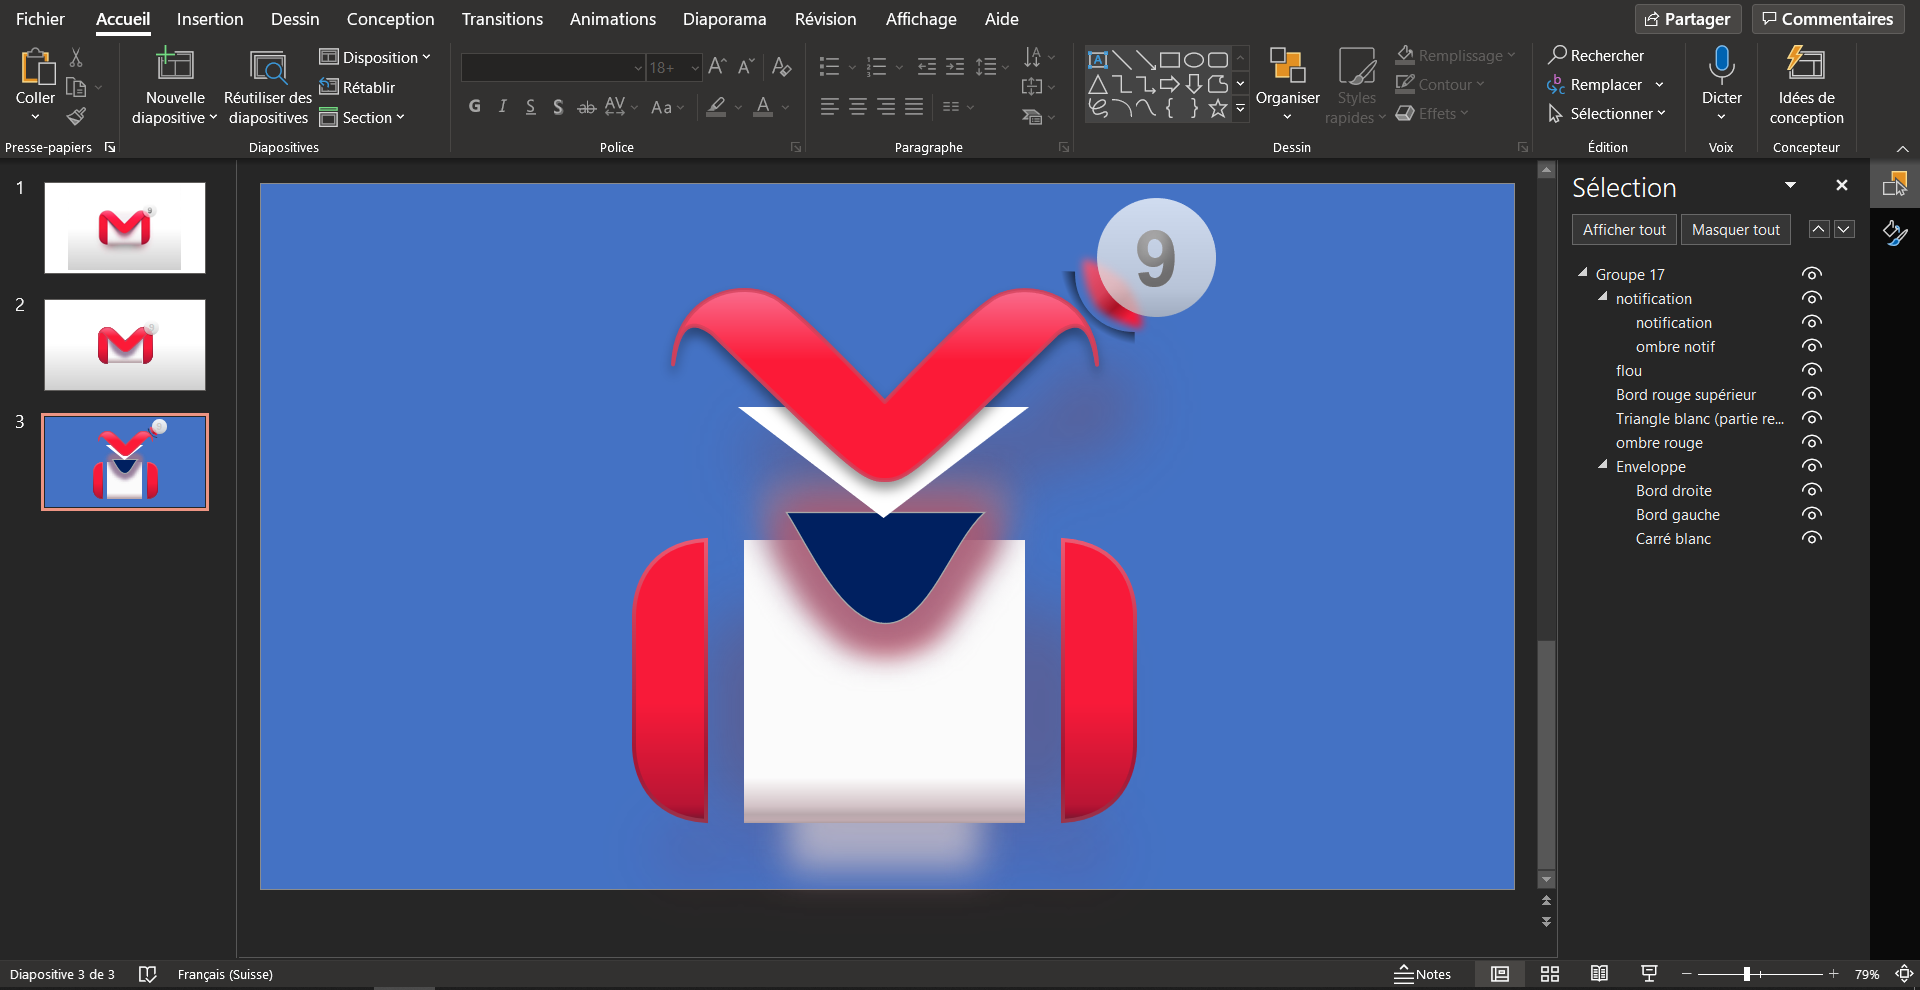 Fichier Accueil Insertion Dessin Conception Transitions Animations Diaporama Révision Affichage Aide Partager Commentaires
Coller
Presse-papiers
Nouvelle diapositive
Réutiliser des diapositives
Disposition
Rétablir
Section
Diapositives
18+
G I S S ab AV Aa A
Police
Paragraphe
Organiser
Styles rapides
Remplissage
Contour
Effets
Dessin
Rechercher
Remplacer
Sélectionner
Édition
Dicter
Voix
Idées de conception
Concepteur
1
2
3
9
Sélection
Afficher tout Masquer tout
Groupe 17
notification
notification
ombre notif
flou
Bord rouge supérieur
Triangle blanc (partie re...
ombre rouge
Enveloppe
Bord droite
Bord gauche
Carré blanc
Diapositive 3 de 3 Français (Suisse) Notes 79%